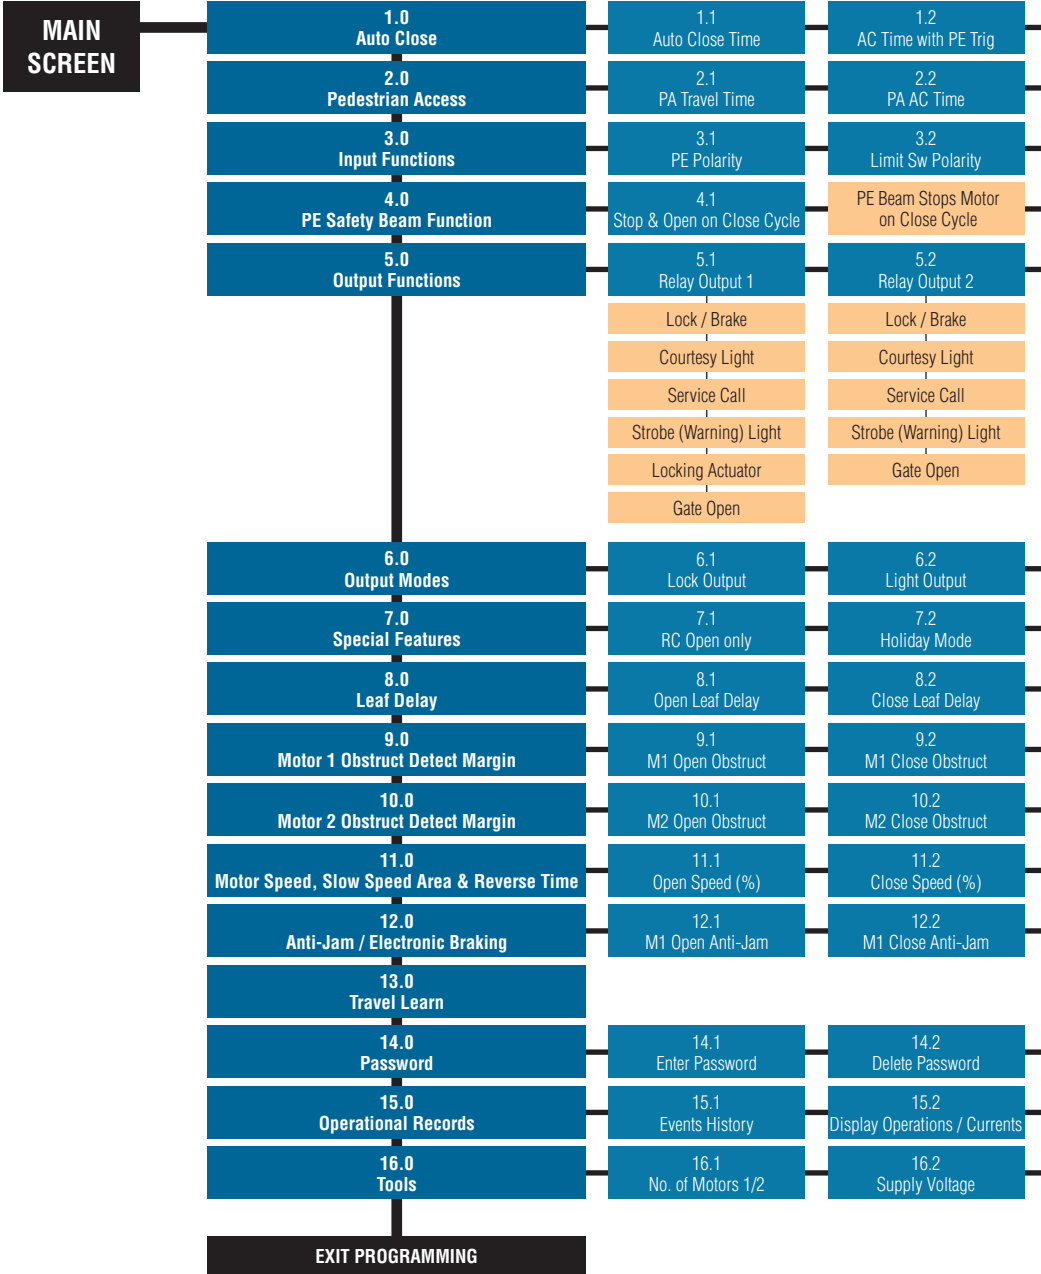 MAIN
SCREEN
1.0
Auto Close
1.1
Auto Close Time
1.2
AC Time with PE Trig
2.0
Pedestrian Access
2.1
PA Travel Time
2.2
PA AC Time
3.0
Input Functions
3.1
PE Polarity
3.2
Limit Sw Polarity
4.0
PE Safety Beam Function
4.1
Stop & Open on Close Cycle
PE Beam Stops Motor
on Close Cycle
5.0
Output Functions
5.1
Relay Output 1
5.2
Relay Output 2
Lock / Brake
Lock / Brake
Courtesy Light
Courtesy Light
Service Call
Service Call
Strobe (Warning) Light
Strobe (Warning) Light
Locking Actuator
Gate Open
Gate Open
6.0
Output Modes
6.1
Lock Output
6.2
Light Output
7.0
Special Features
7.1
RC Open only
7.2
Holiday Mode
8.0
Leaf Delay
8.1
Open Leaf Delay
8.2
Close Leaf Delay
9.0
Motor 1 Obstruct Detect Margin
9.1
M1 Open Obstruct
9.2
M1 Close Obstruct
10.0
Motor 2 Obstruct Detect Margin
10.1
M2 Open Obstruct
10.2
M2 Close Obstruct
11.0
Motor Speed, Slow Speed Area & Reverse Time
11.1
Open Speed (%)
11.2
Close Speed (%)
12.0
Anti-Jam / Electronic Braking
12.1
M1 Open Anti-Jam
12.2
M1 Close Anti-Jam
13.0
Travel Learn
14.0
Password
14.1
Enter Password
14.2
Delete Password
15.0
Operational Records
15.1
Events History
15.2
Display Operations / Currents
16.0
Tools
16.1
No. of Motors 1/2
16.2
Supply Voltage
EXIT PROGRAMMING